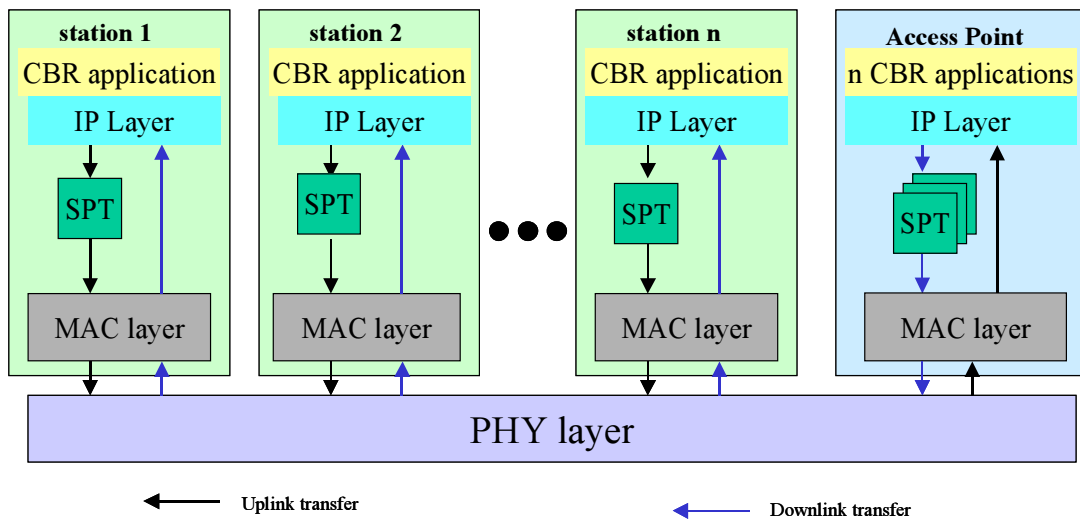 station 1
CBR application
IP Layer
SPT
MAC layer
station 2
CBR application
IP Layer
SPT
MAC layer
station n
CBR application
IP Layer
SPT
MAC layer
Access Point
n CBR applications
IP Layer
SPT
MAC layer
PHY layer
Uplink transfer
Downlink transfer